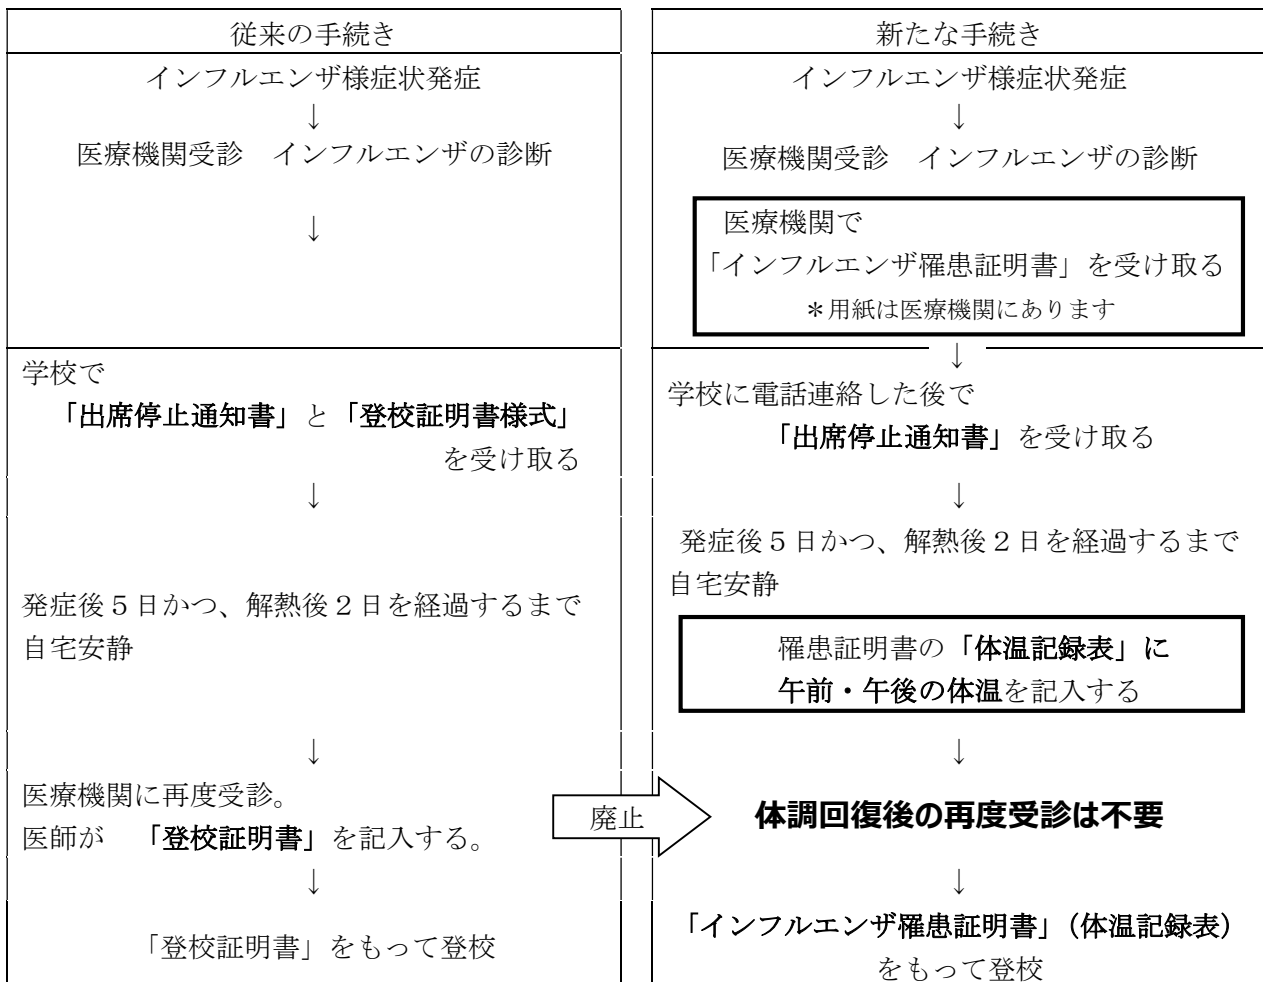 従来の手続き
インフルエンザ様症状発症
↓
医療機関受診　インフルエンザの診断
↓
学校で
「出席停止通知書」と「登校証明書様式」
を受け取る
↓
発症後５日かつ、解熱後２日を経過するまで
自宅安静
↓
医療機関に再度受診。
医師が　「登校証明書」を記入する。
↓
「登校証明書」をもって登校
廃止
新たな手続き
インフルエンザ様症状発症
↓
医療機関受診　インフルエンザの診断
医療機関で
「インフルエンザ罹患証明書」を受け取る
＊用紙は医療機関にあります
↓
学校に電話連絡した後で
「出席停止通知書」を受け取る
↓
発症後５日かつ、解熱後２日を経過するまで
自宅安静
罹患証明書の「体温記録表」に
午前・午後の体温を記入する
↓
体調回復後の再度受診は不要
↓
「インフルエンザ罹患証明書」（体温記録表）
をもって登校